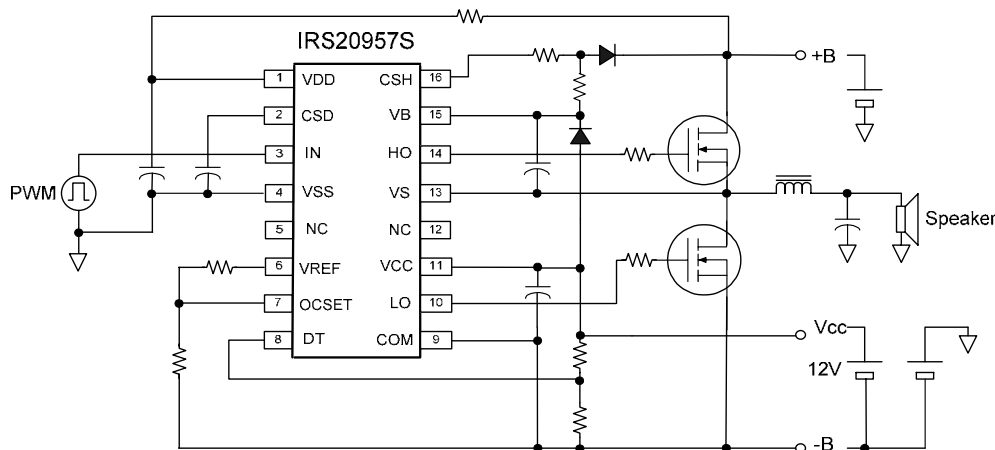 IRS20957S
1 VDD CSH 16
2 CSD VB 15
3 IN HO 14
4 VSS VS 13
5 NC NC 12
6 VREF VCC 11
7 OCSET LO 10
8 DT COM 9
PWM
+B
Speaker
Vcc
12V
-B